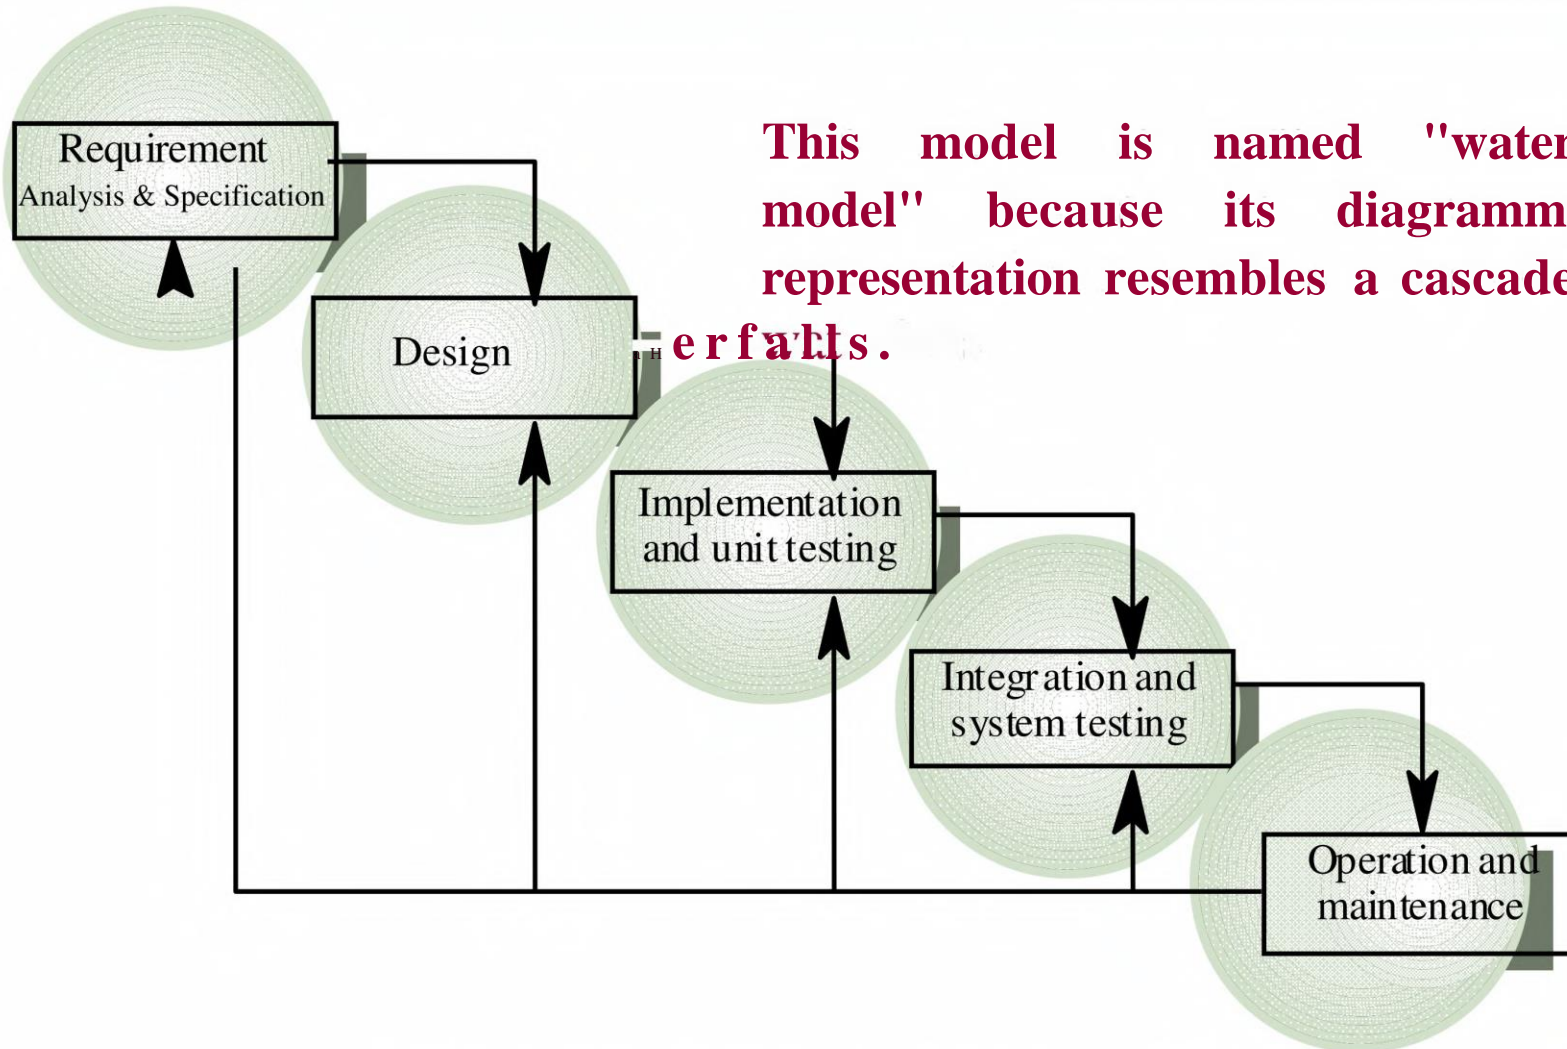 Requirement
Analysis & Specification
This model is named "water
model" because its diagramm
representation resembles a cascade
erfalls.
Design
Implementation
and unit testing
Integration and
system testing
Operation and
maintenance